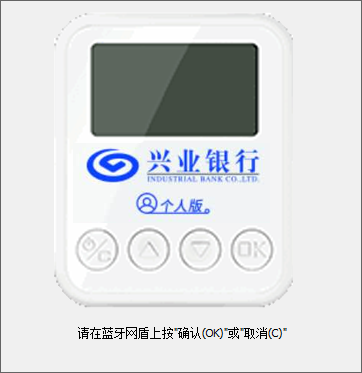 兴业银行
INDUSTRIAL BANK CO.,LTD.
个人版。
C OK
请在蓝牙网盾上按"确认(OK)"或"取消(C)"